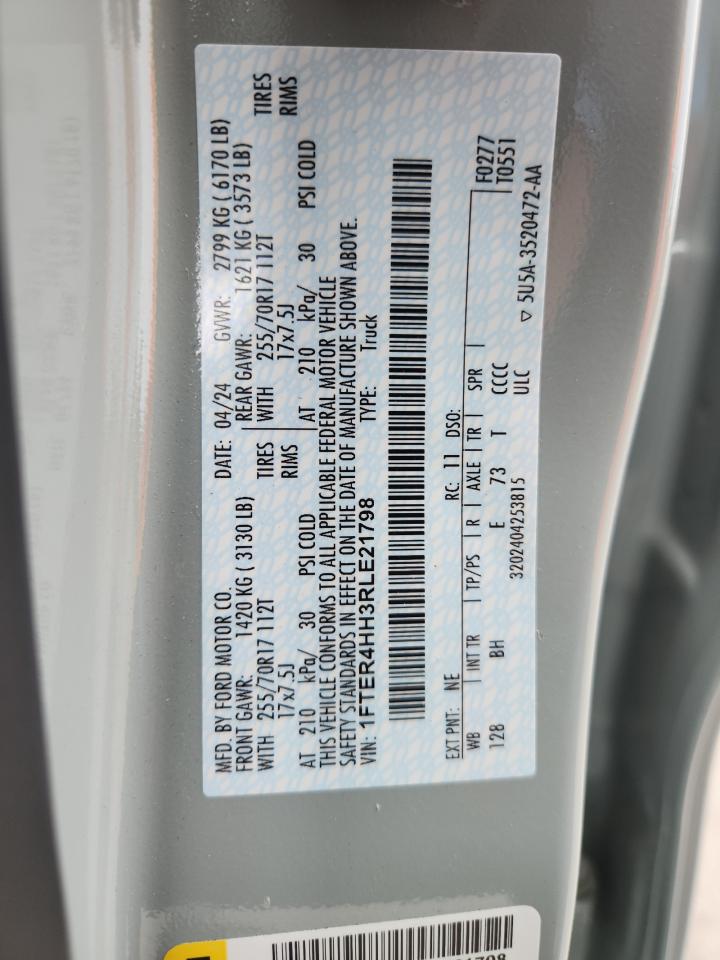 MFD. BY FORD MOTOR CO. DATE: 04/24 GVWR: 2799 KG ( 6170 LB)
FRONT GAWR: 1420 KG ( 3130 LB) REAR GAWR: 1621 KG ( 3573 LB)
WITH 255/70R17 112T TIRES WITH 255/70R17 112T TIRES
17x7.5J RIMS 17x7.5J RIMS
AT 210 kPa/ 30 PSI COLD AT 210 kPa/ 30 PSI COLD
THIS VEHICLE CONFORMS TO ALL APPLICABLE FEDERAL MOTOR VEHICLE
SAFETY STANDARDS IN EFFECT ON THE DATE OF MANUFACTURE SHOWN ABOVE.
VIN: 1FTER4HH3RLE21798 TYPE: Truck
EXT PNT: NE RC: 11 DSO:
WB INT TR TP/PS R AXLE TR SPR F0277
128 BH E 73 T CCCC T0551
3202404253815 ULC ▽ 5U5A-3520472-AA